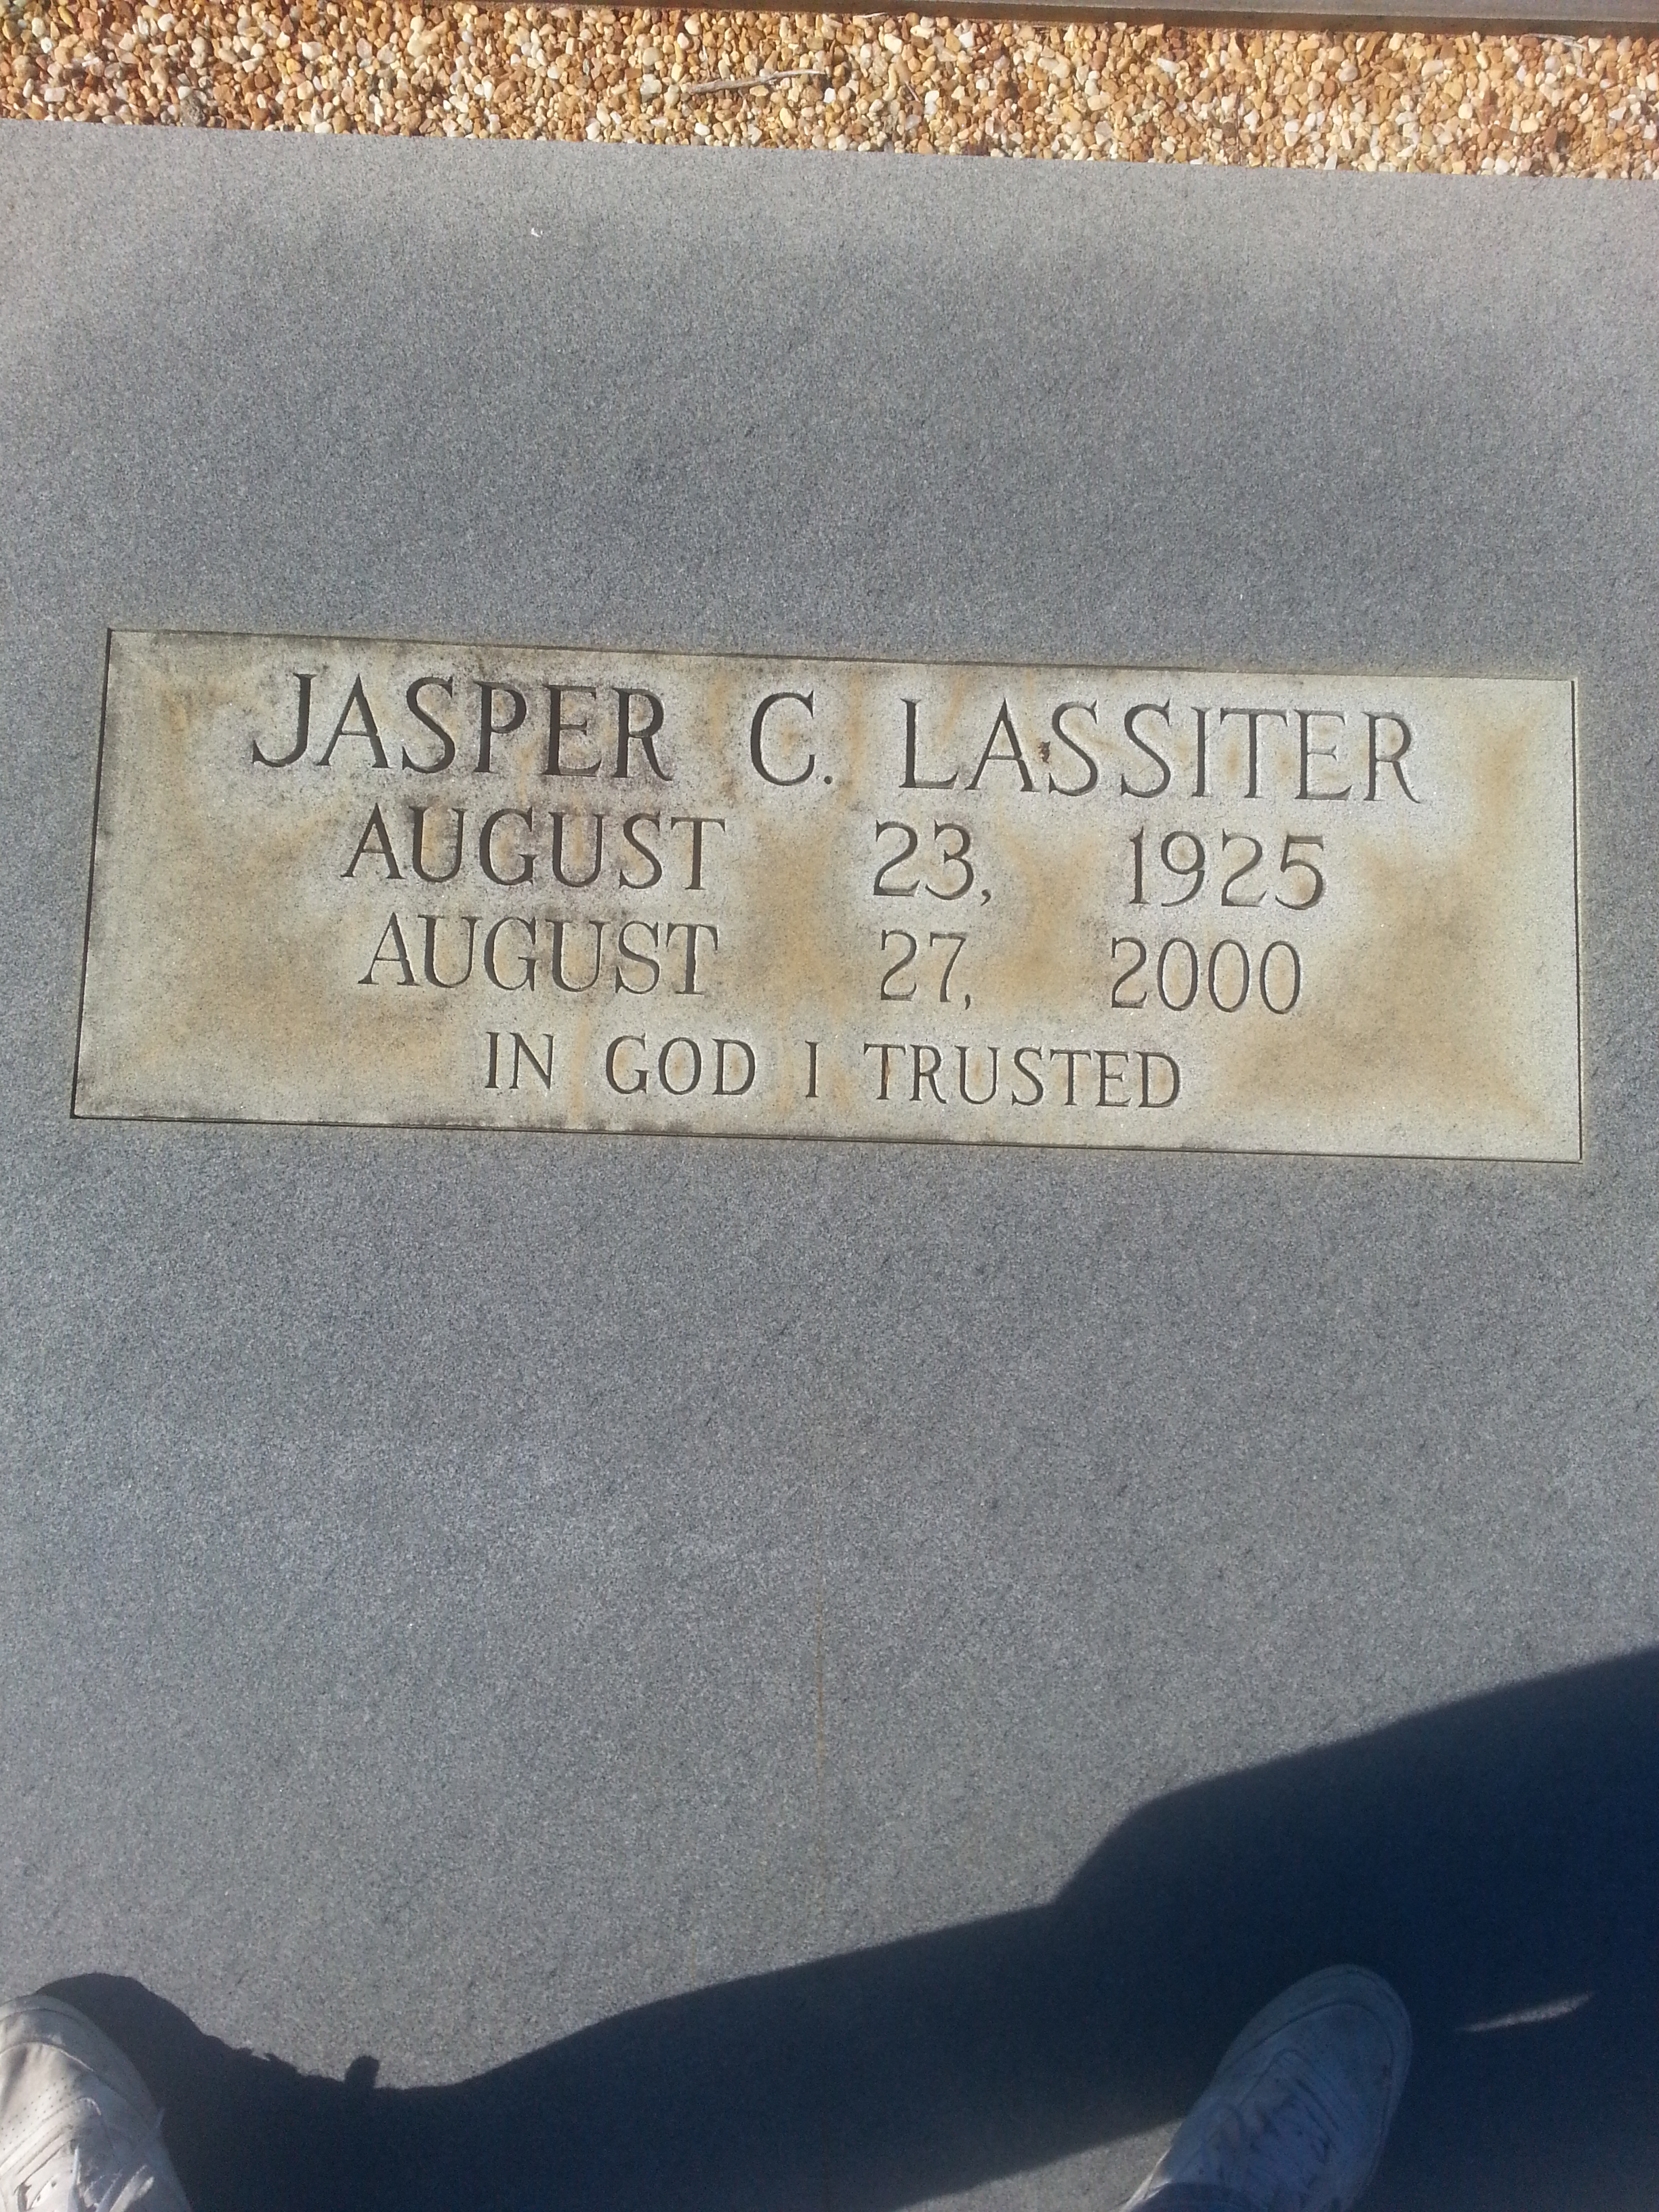 JASPER C. LASSITER
AUGUST 23, 1925
AUGUST 27, 2000
IN GOD I TRUSTED